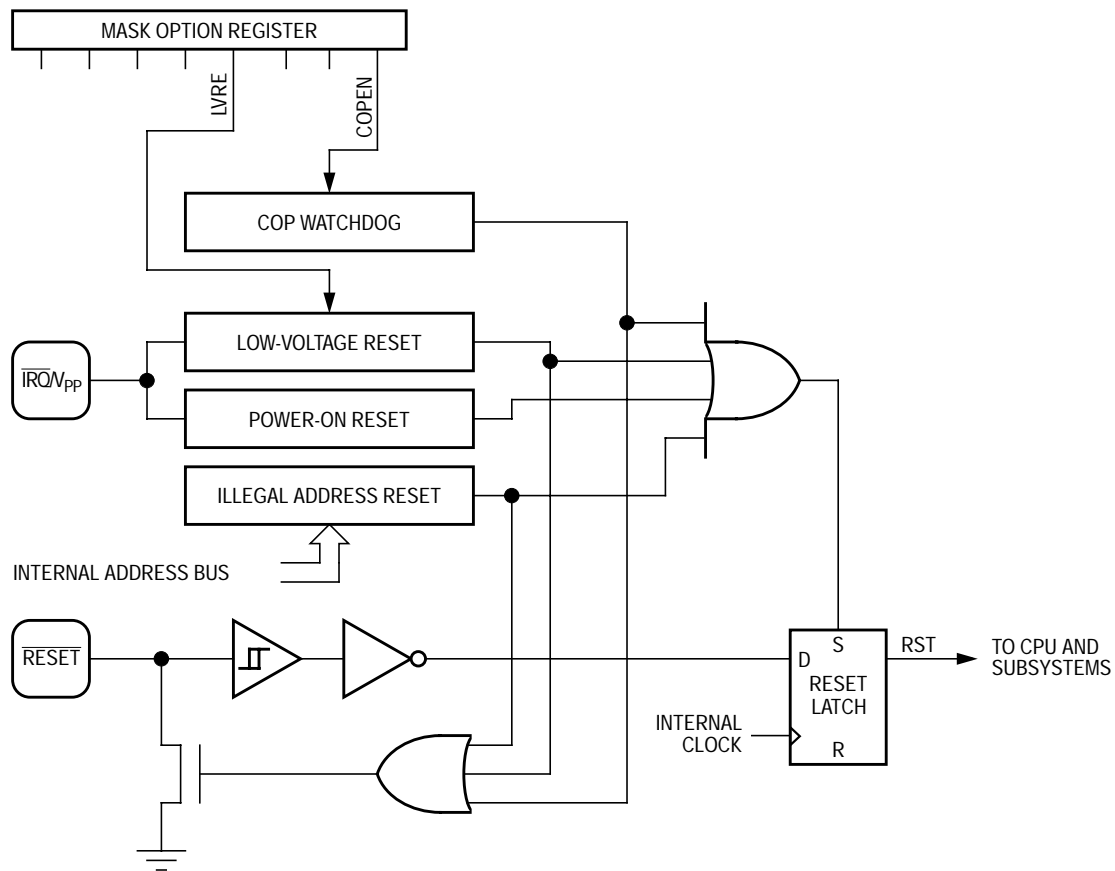 MASK OPTION REGISTER
LVRE
COPEN
COP WATCHDOG
LOW-VOLTAGE RESET
IRQ/VPP
POWER-ON RESET
ILLEGAL ADDRESS RESET
INTERNAL ADDRESS BUS
RESET
D
S
RESET
LATCH
R
RST
TO CPU AND
SUBSYSTEMS
INTERNAL
CLOCK